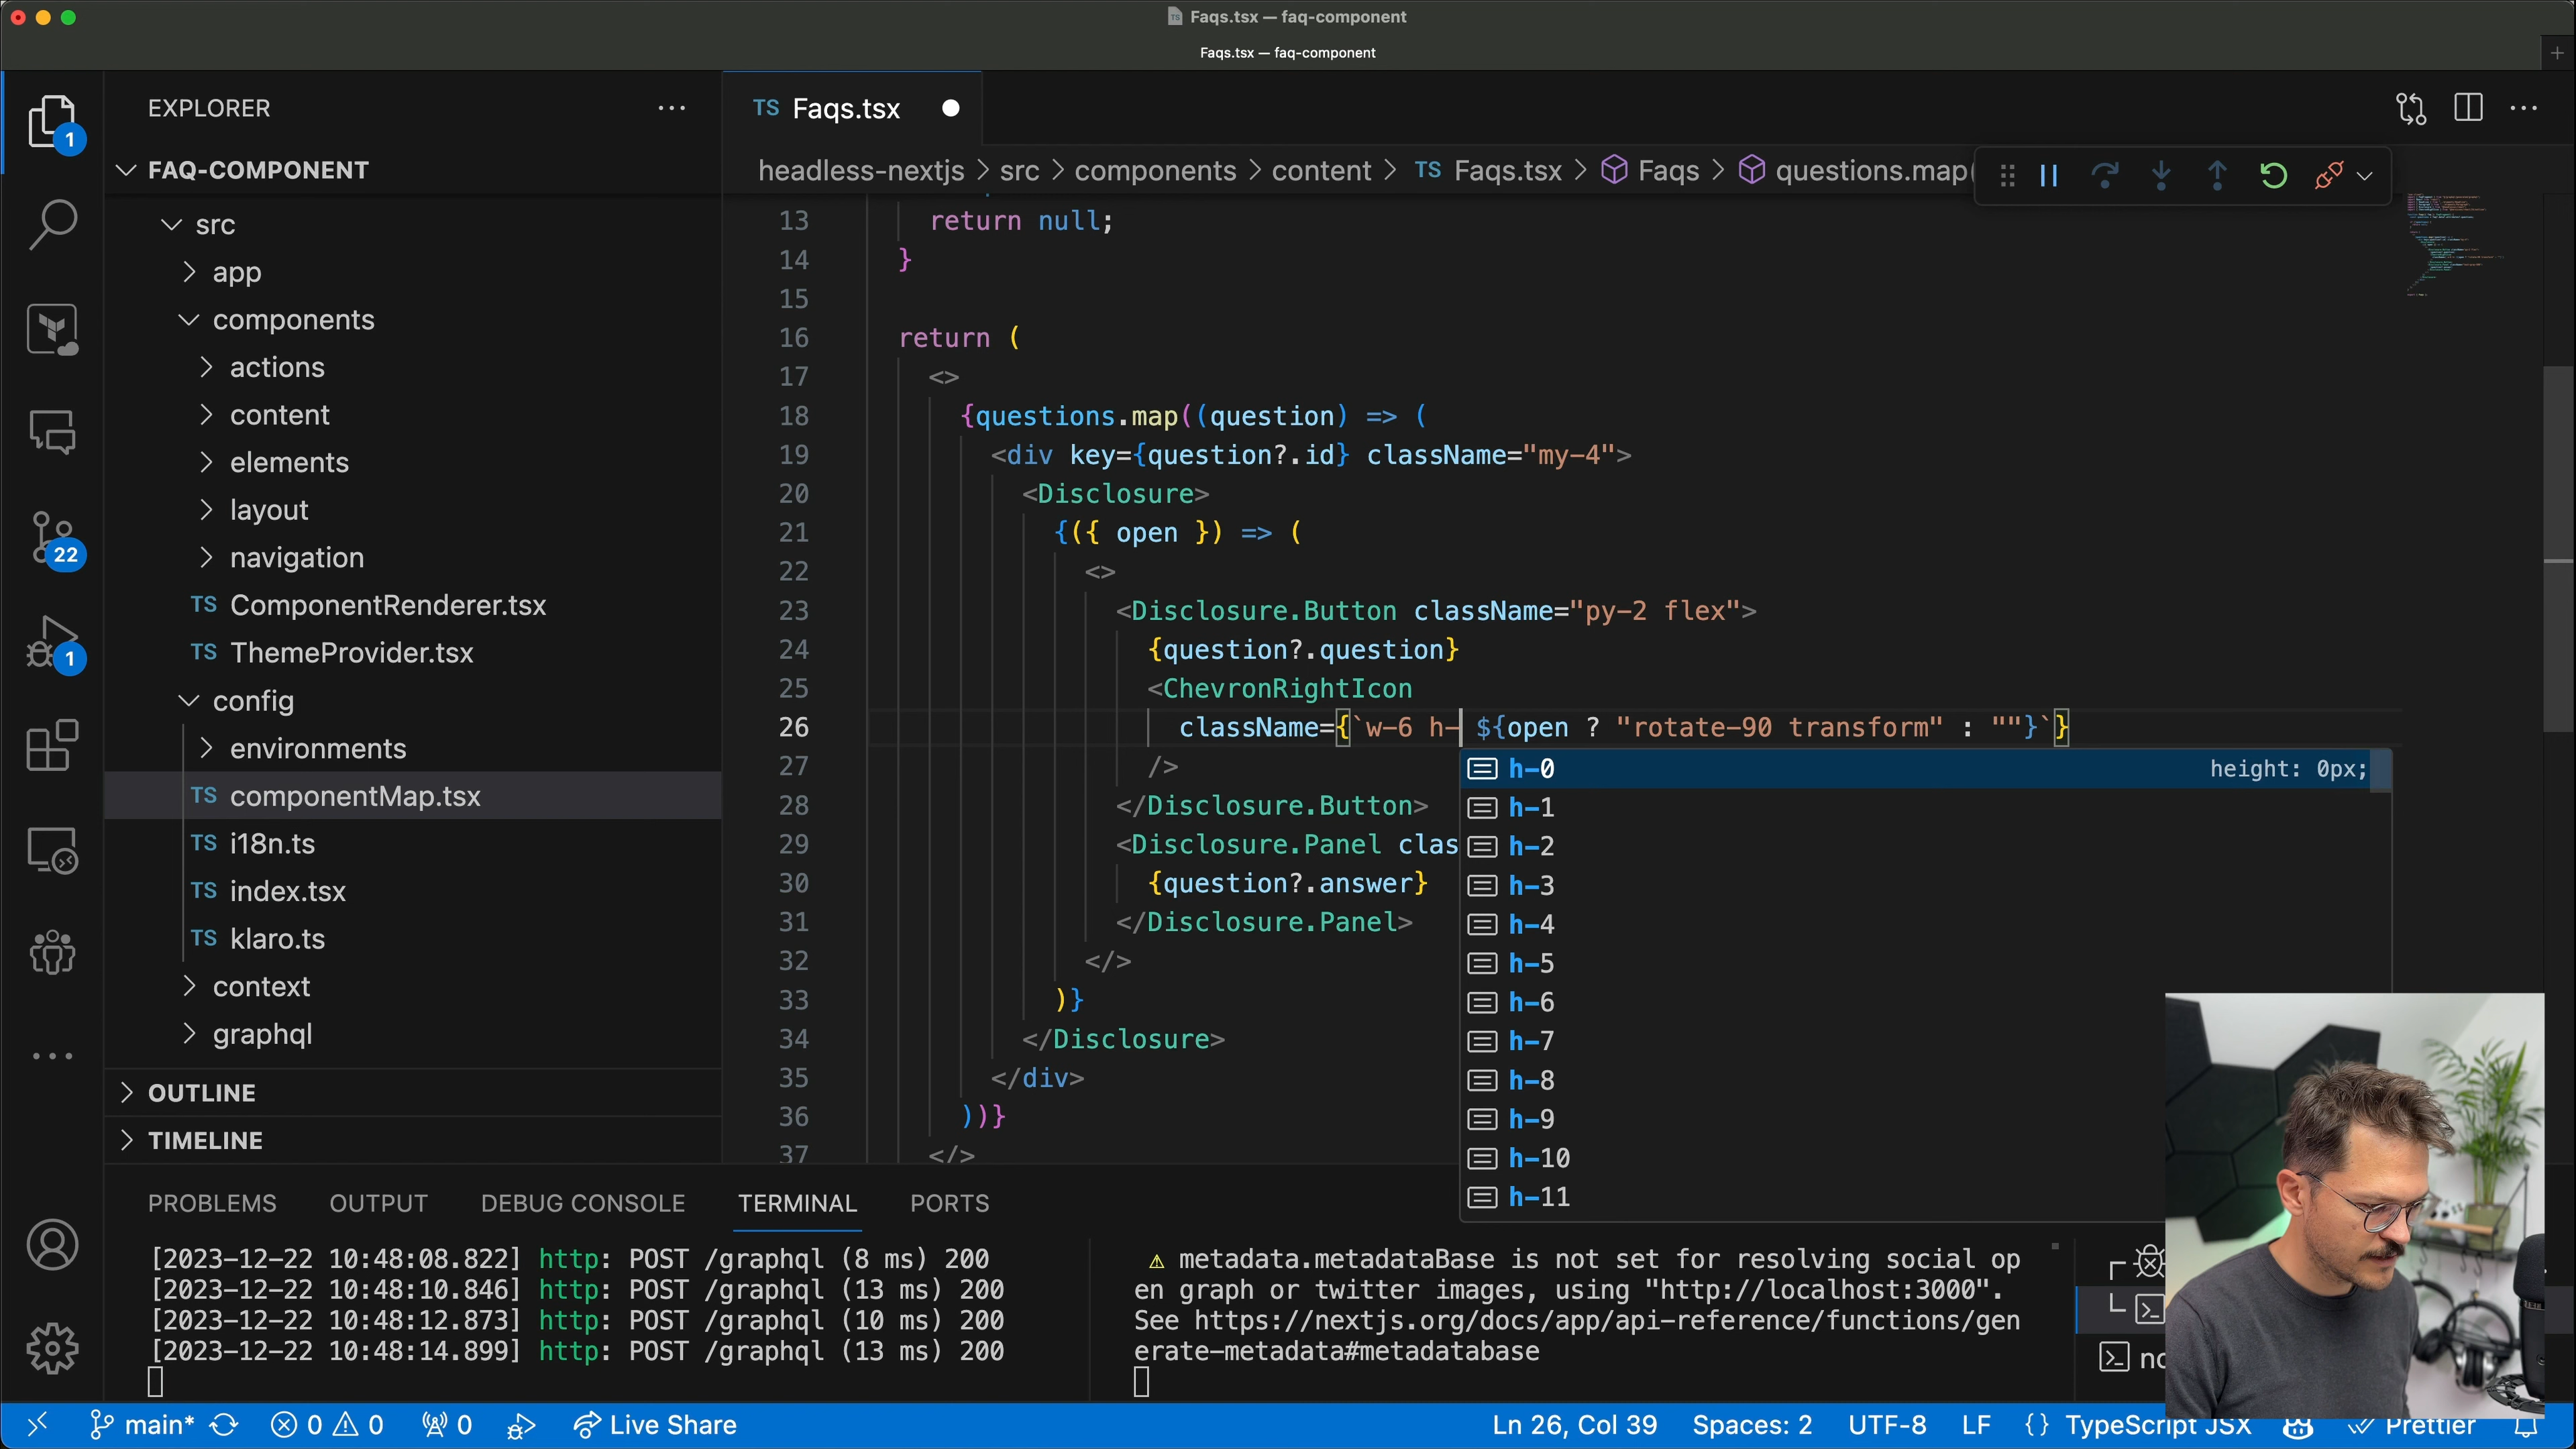 Faqs.tsx — faq-component
Faqs.tsx — faq-component
EXPLORER
FAQ-COMPONENT
src
app
components
actions
content
elements
layout
navigation
TS ComponentRenderer.tsx
TS ThemeProvider.tsx
config
environments
TS componentMap.tsx
TS i18n.ts
TS index.tsx
TS klaro.ts
context
graphql
OUTLINE
TIMELINE
1
22
1
TS Faqs.tsx
headless-nextjs > src > components > content > TS Faqs.tsx > Faqs > questions.map(
13 return null;
14 }
15
16 return (
17 <>
18 {questions.map((question) => (
19 <div key={question?.id} className="my-4">
20 <Disclosure>
21 {({ open }) => (
22 <>
23 <Disclosure.Button className="py-2 flex">
24 {question?.question}
25 <ChevronRightIcon
26 className={`w-6 h- ${open ? "rotate-90 transform" : ""}`}
27 />
28 </Disclosure.Button>
29 <Disclosure.Panel clas
30 {question?.answer}
31 </Disclosure.Panel>
32 </>
33 )}
34 </Disclosure>
35 </div>
36 ))}
37 </>
h-0 height: 0px;
h-1
h-2
h-3
h-4
h-5
h-6
h-7
h-8
h-9
h-10
h-11
PROBLEMS OUTPUT DEBUG CONSOLE TERMINAL PORTS
[2023-12-22 10:48:08.822] http: POST /graphql (8 ms) 200
[2023-12-22 10:48:10.846] http: POST /graphql (13 ms) 200
[2023-12-22 10:48:12.873] http: POST /graphql (10 ms) 200
[2023-12-22 10:48:14.899] http: POST /graphql (13 ms) 200
⚠ metadata.metadataBase is not set for resolving social op
en graph or twitter images, using "http://localhost:3000".
See https://nextjs.org/docs/app/api-reference/functions/gen
erate-metadata#metadatabase
main* 0 0 0 Live Share Ln 26, Col 39 Spaces: 2 UTF-8 LF {} TypeScript JSX Prettier